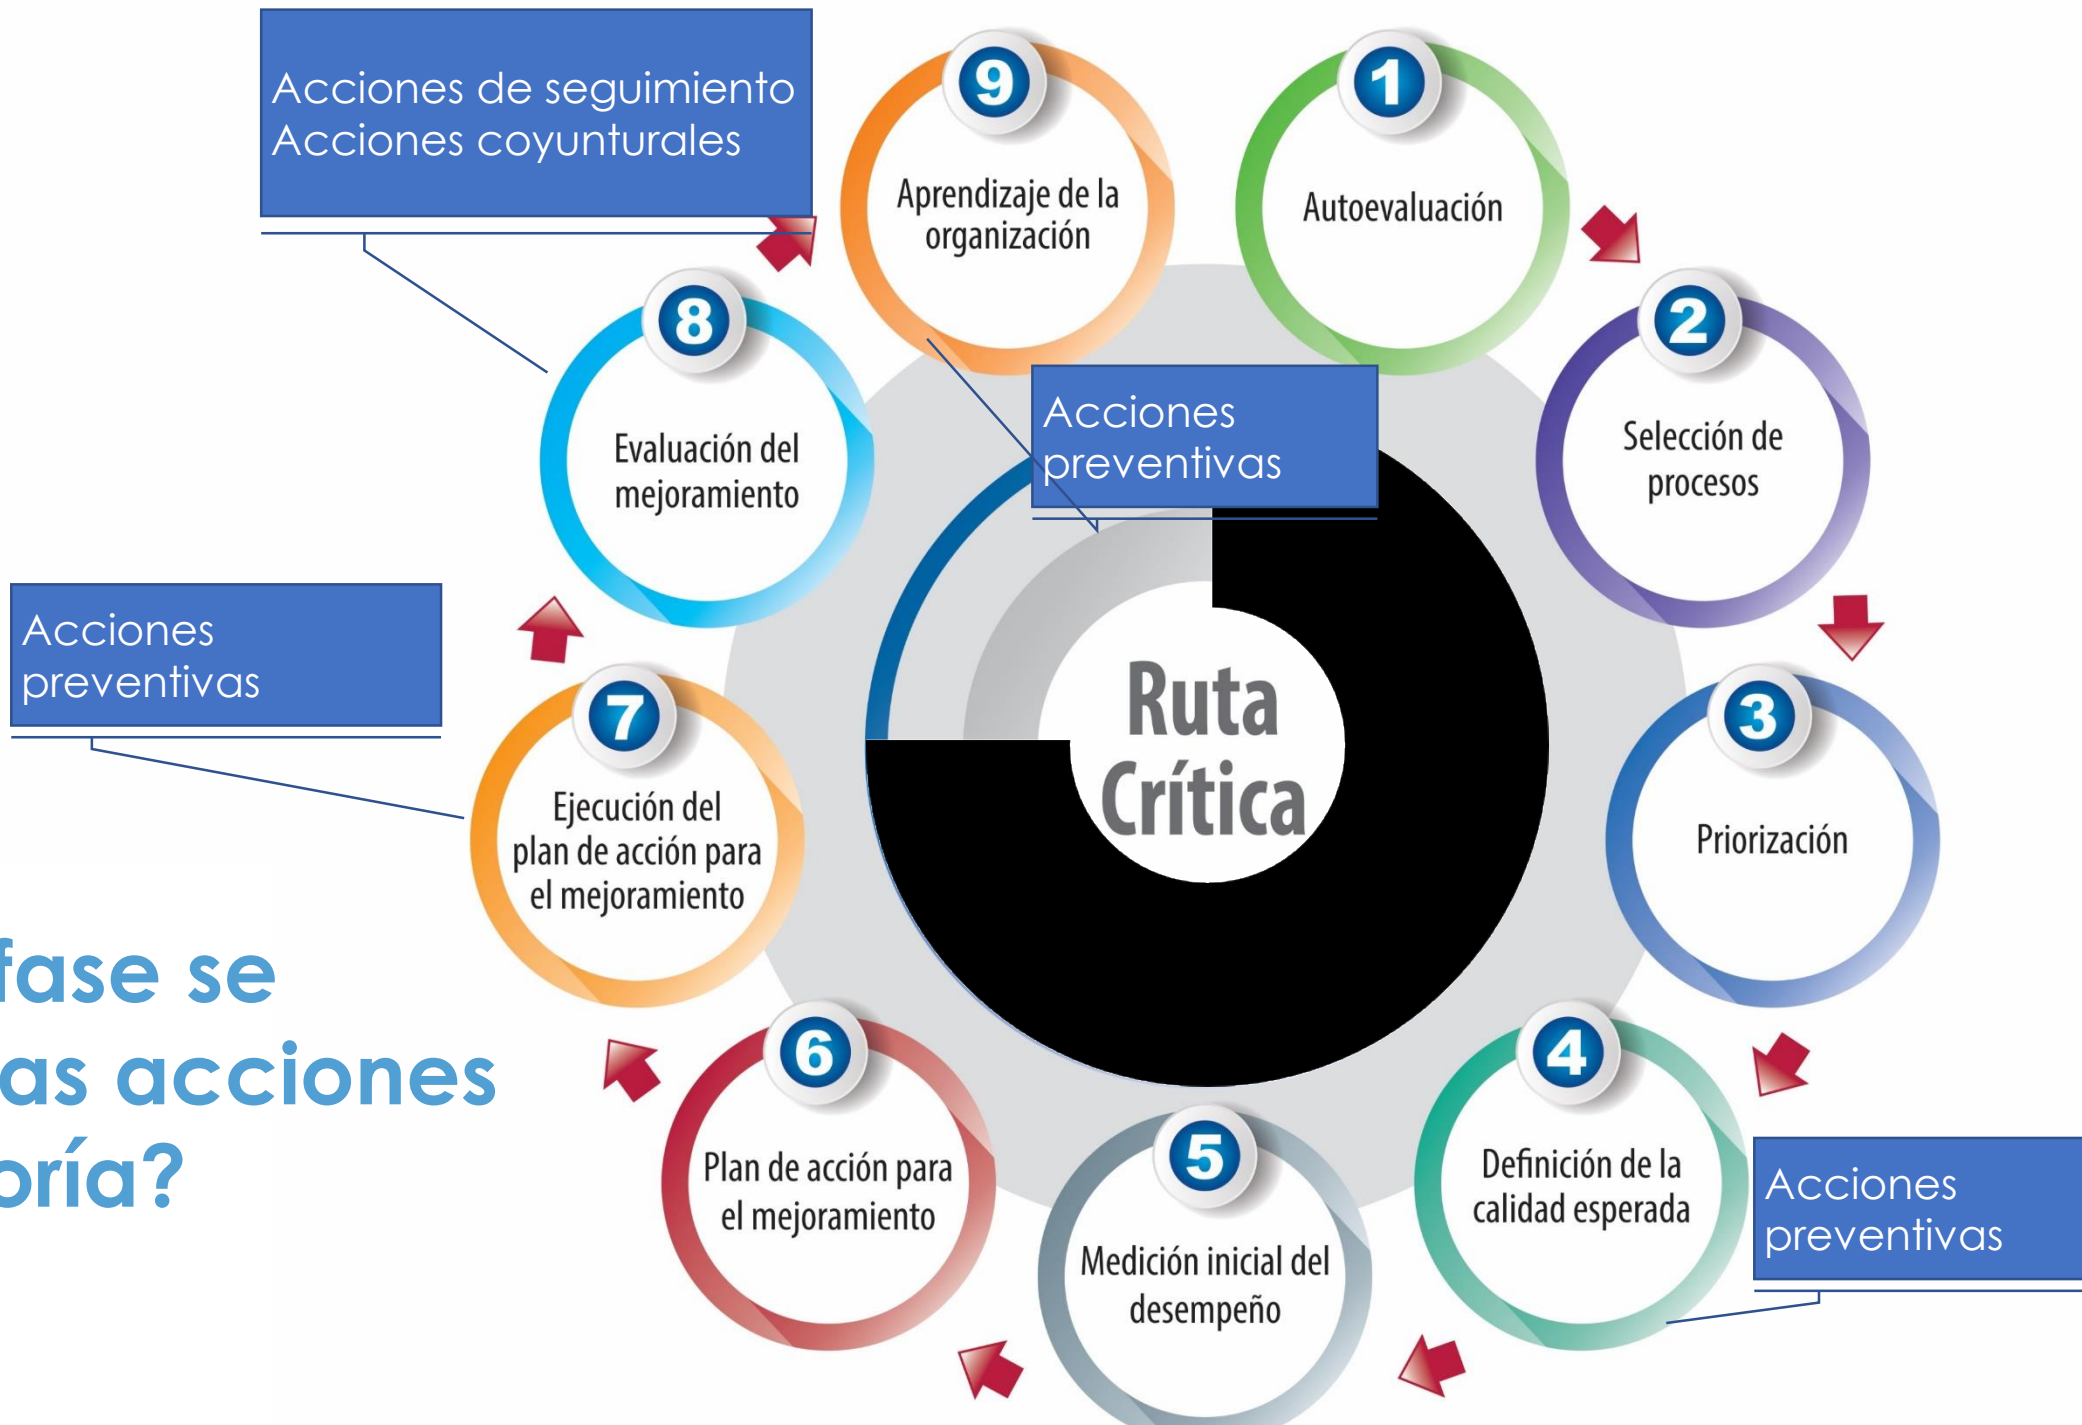 Acciones de seguimiento
Acciones coyunturales
9
Aprendizaje de la
organización
1
Autoevaluación
2
Selección de
procesos
8
Evaluación del
mejoramiento
Acciones
preventivas
Acciones
preventivas
7
Ejecución del
plan de acción para
el mejoramiento
Ruta
Crítica
3
Priorización
fase se
as acciones
oría?
6
Plan de acción para
el mejoramiento
5
Medición inicial del
desempeño
4
Definición de la
calidad esperada
Acciones
preventivas